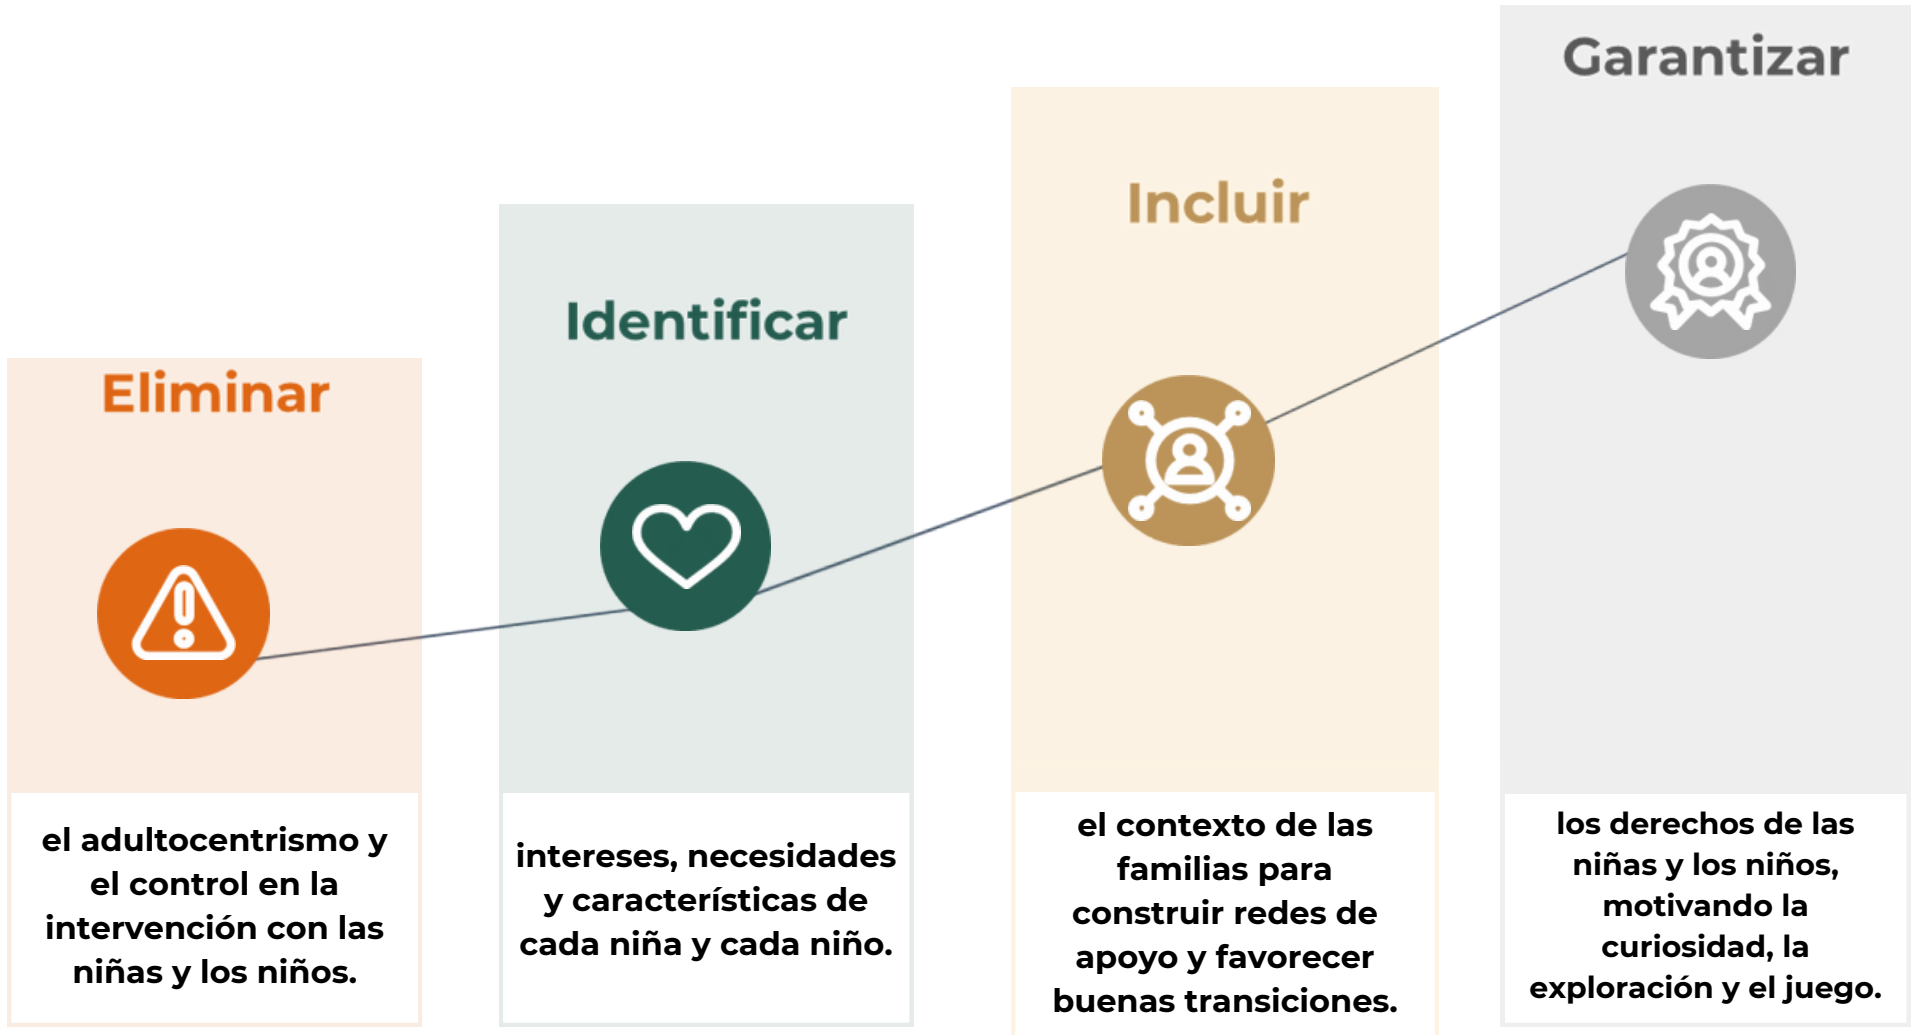 Eliminar
el adultocentrismo y
el control en la
intervención con las
niñas y los niños.
Identificar
intereses, necesidades
y características de
cada niña y cada niño.
Incluir
el contexto de las
familias para
construir redes de
apoyo y favorecer
buenas transiciones.
Garantizar
los derechos de las
niñas y los niños,
motivando la
curiosidad, la
exploración y el juego.